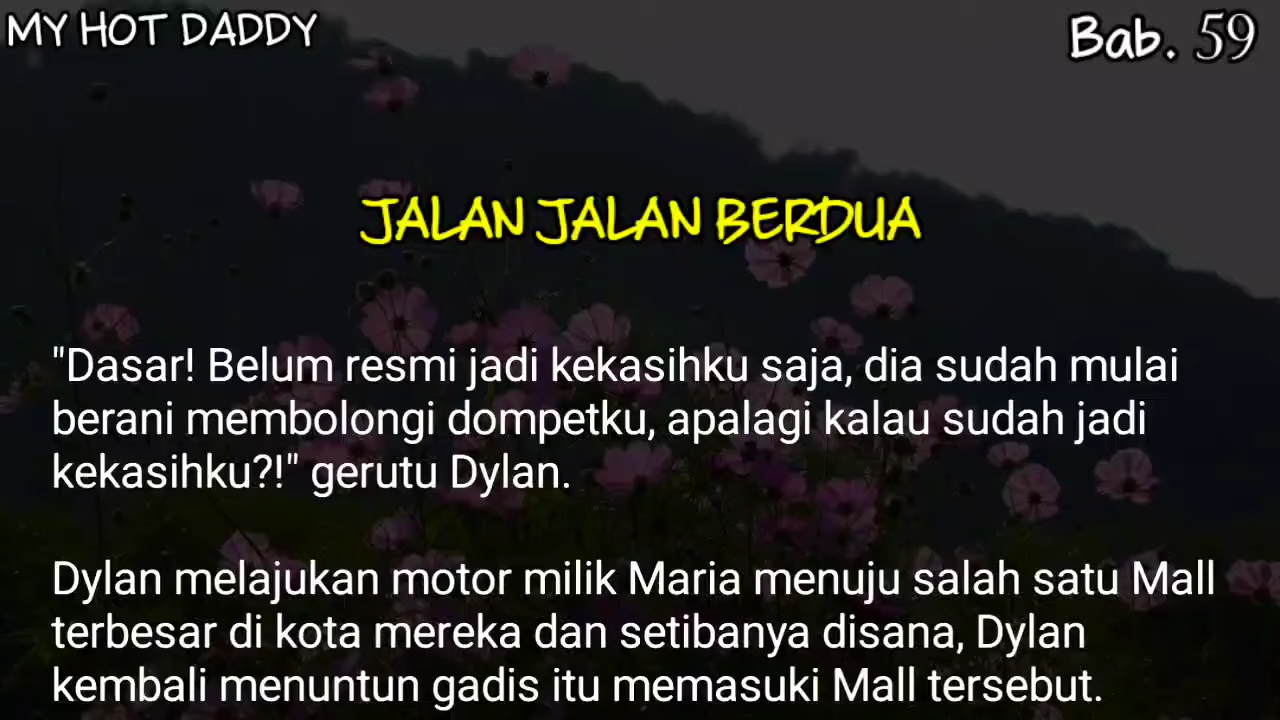 MY HOT DADDY
Bab. 59
JALAN JALAN BERDUA
"Dasar! Belum resmi jadi kekasihku saja, dia sudah mulai
berani membolongi dompetku, apalagi kalau sudah jadi
kekasihku?!" gerutu Dylan.
Dylan melajukan motor milik Maria menuju salah satu Mall
terbesar di kota mereka dan setibanya disana, Dylan
kembali menuntun gadis itu memasuki Mall tersebut.